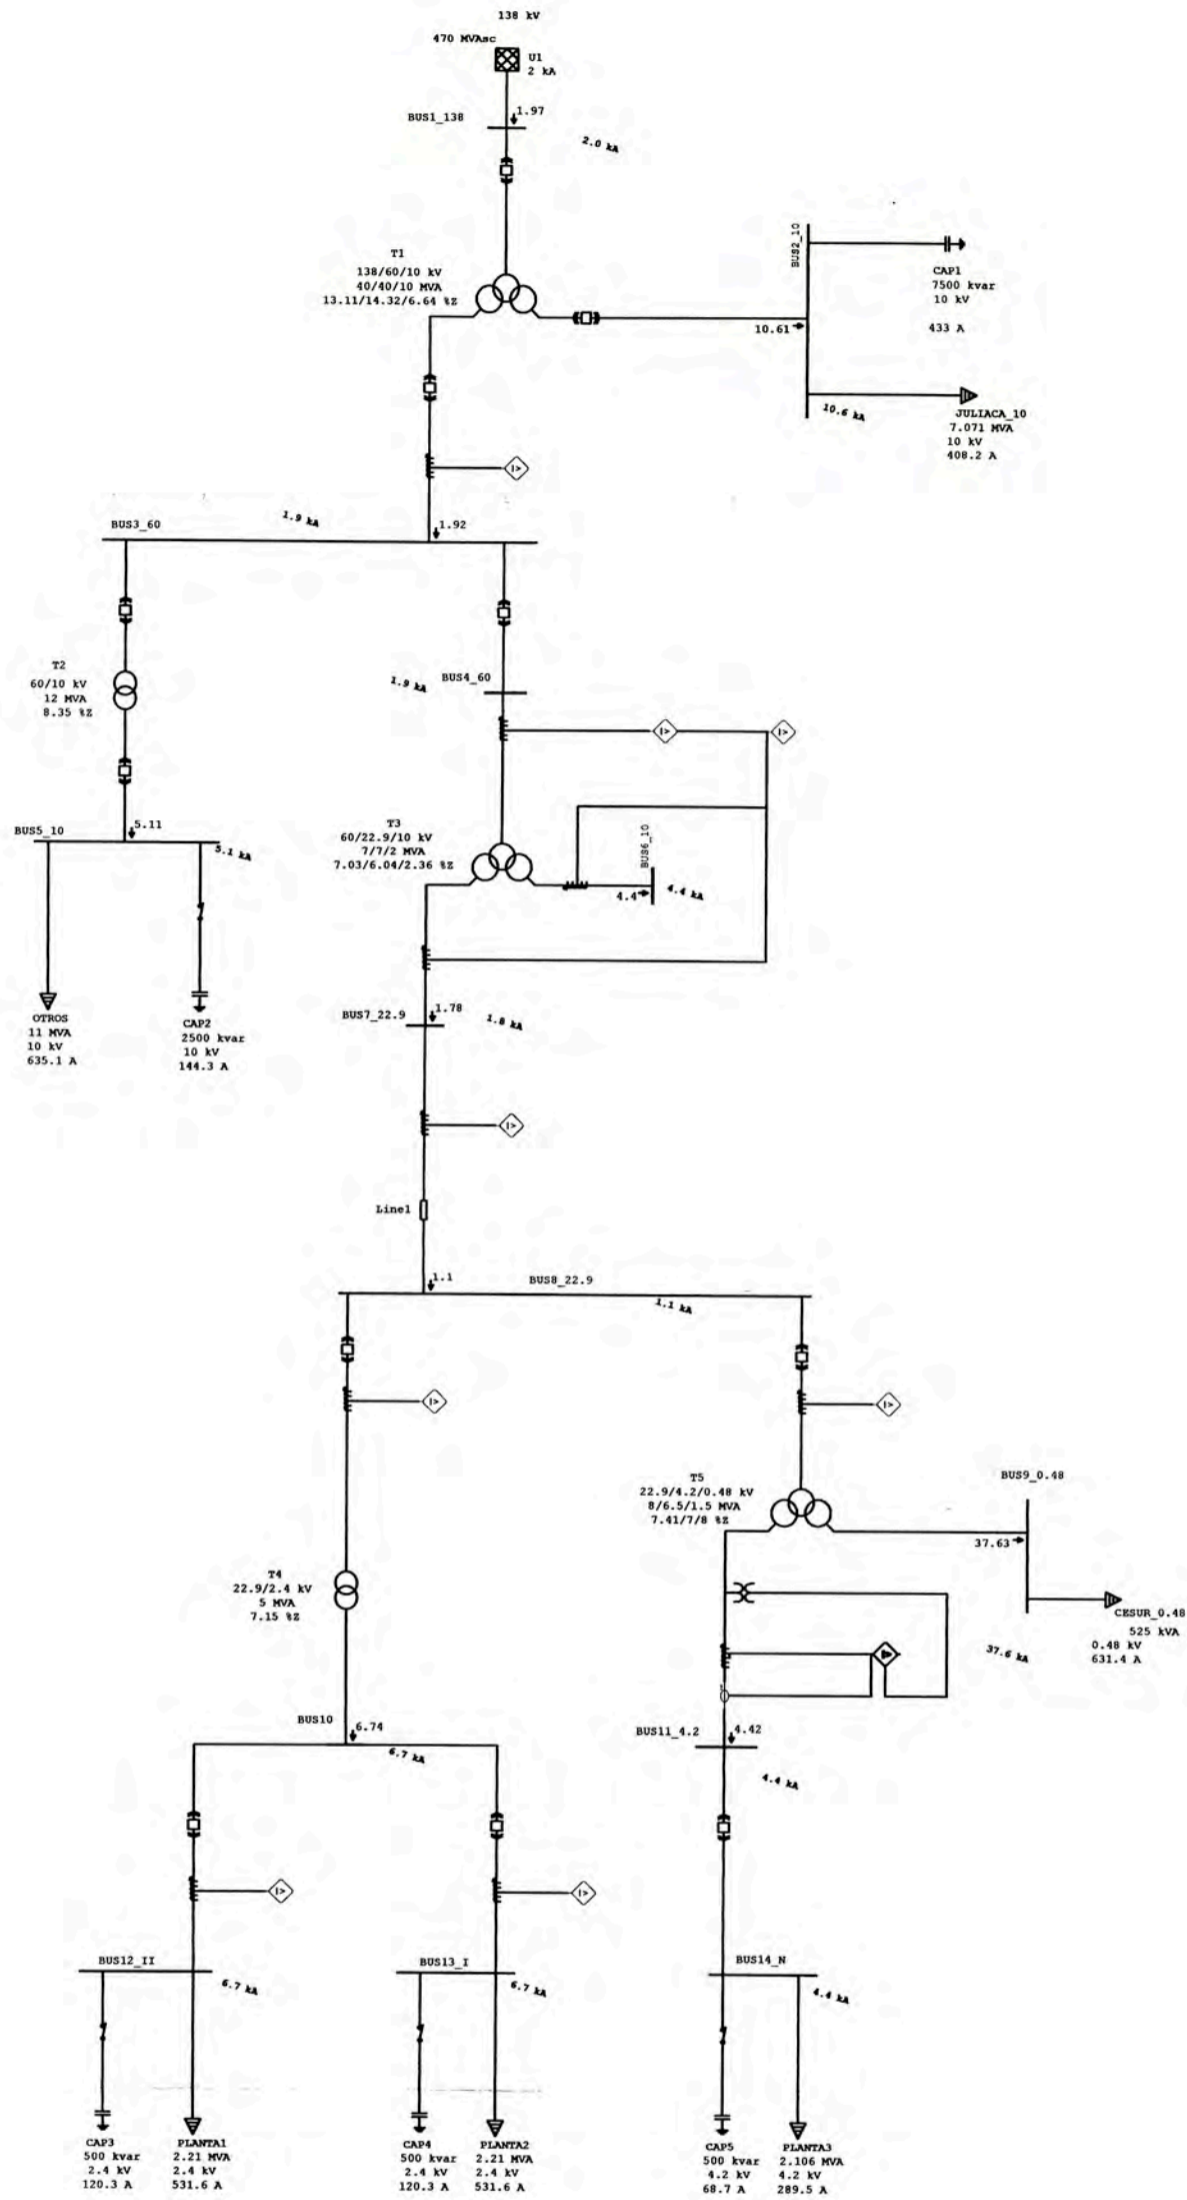 138 kV
470 MVAsc
U1
2 kA
1.97
BUS1_138
2.0 kA
T1
138/60/10 kV
40/40/10 MVA
13.11/14.32/6.64 %Z
BUS2_10
CAP1
7500 kvar
10 kV
433 A
10.61
10.6 kA
JULIACA_10
7.071 MVA
10 kV
408.2 A
I>
BUS3_60
1.9 kA
1.92
T2
60/10 kV
12 MVA
8.35 %Z
1.9 kA
BUS4_60
I>
I>
BUS5_10
5.11
5.1 kA
T3
60/22.9/10 kV
7/7/2 MVA
7.03/6.04/2.36 %Z
BUS6_10
4.4
4.4 kA
OTROS
11 MVA
10 kV
635.1 A
CAP2
2500 kvar
10 kV
144.3 A
BUS7_22.9
1.78
1.8 kA
I>
Line1
1.1
BUS8_22.9
1.1 kA
I>
I>
T5
22.9/4.2/0.48 kV
8/6.5/1.5 MVA
7.41/7/8 %Z
BUS9_0.48
37.63
T4
22.9/2.4 kV
5 MVA
7.15 %Z
CESUR_0.48
525 kVA
0.48 kV
631.4 A
37.6 kA
BUS10
6.74
6.7 kA
BUS11_4.2
4.42
4.4 kA
I>
I>
BUS12_II
6.7 kA
BUS13_I
6.7 kA
BUS14_N
4.4 kA
CAP3
500 kvar
2.4 kV
120.3 A
PLANTA1
2.21 MVA
2.4 kV
531.6 A
CAP4
500 kvar
2.4 kV
120.3 A
PLANTA2
2.21 MVA
2.4 kV
531.6 A
CAP5
500 kvar
4.2 kV
68.7 A
PLANTA3
2.106 MVA
4.2 kV
289.5 A